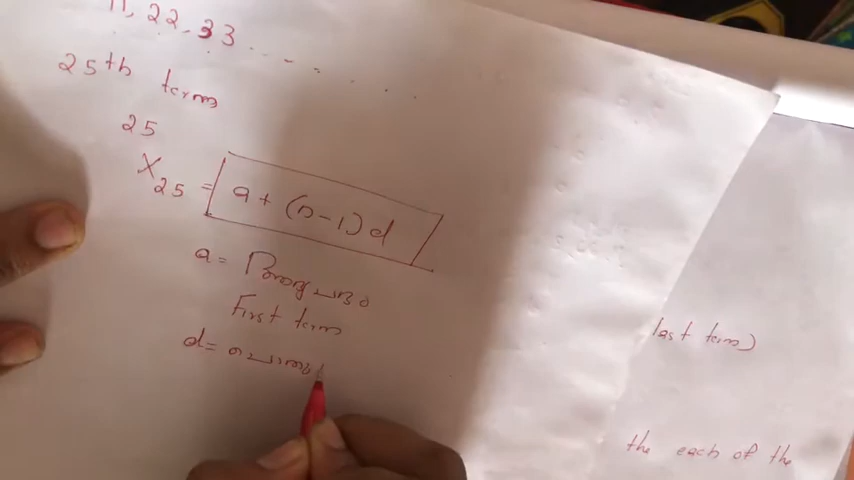 11, 22, 33 . . . . . . . .
25th term
25
X25 = a + (n-1)d
a =
First term
d =
last term)
the each of the